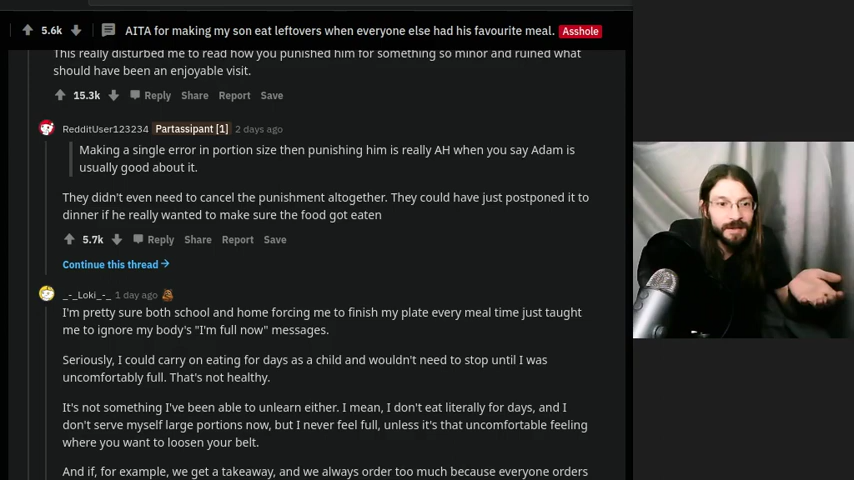 5.6k AITA for making my son eat leftovers when everyone else had his favourite meal. Asshole
This really disturbed me to read how you punished him for something so minor and ruined what
should have been an enjoyable visit.
15.3k Reply Share Report Save
RedditUser123234 Partassipant [1] 2 days ago
Making a single error in portion size then punishing him is really AH when you say Adam is
usually good about it.
They didn't even need to cancel the punishment altogether. They could have just postponed it to
dinner if he really wanted to make sure the food got eaten
5.7k Reply Share Report Save
Continue this thread →
_-_Loki_-_ 1 day ago
I'm pretty sure both school and home forcing me to finish my plate every meal time just taught
me to ignore my body's "I'm full now" messages.
Seriously, I could carry on eating for days as a child and wouldn't need to stop until I was
uncomfortably full. That's not healthy.
It's not something I've been able to unlearn either. I mean, I don't eat literally for days, and I
don't serve myself large portions now, but I never feel full, unless it's that uncomfortable feeling
where you want to loosen your belt.
And if, for example, we get a takeaway, and we always order too much because everyone orders